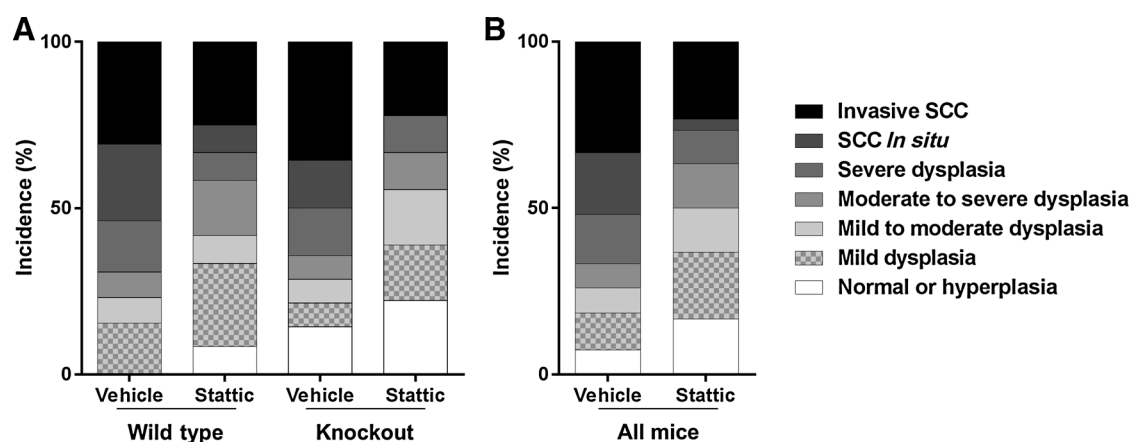 A
B
100
50
0
Incidence (%)
Vehicle Stattic Vehicle Stattic
Wild type Knockout
100
50
0
Incidence (%)
Vehicle Stattic
All mice
Invasive SCC
SCC In situ
Severe dysplasia
Moderate to severe dysplasia
Mild to moderate dysplasia
Mild dysplasia
Normal or hyperplasia